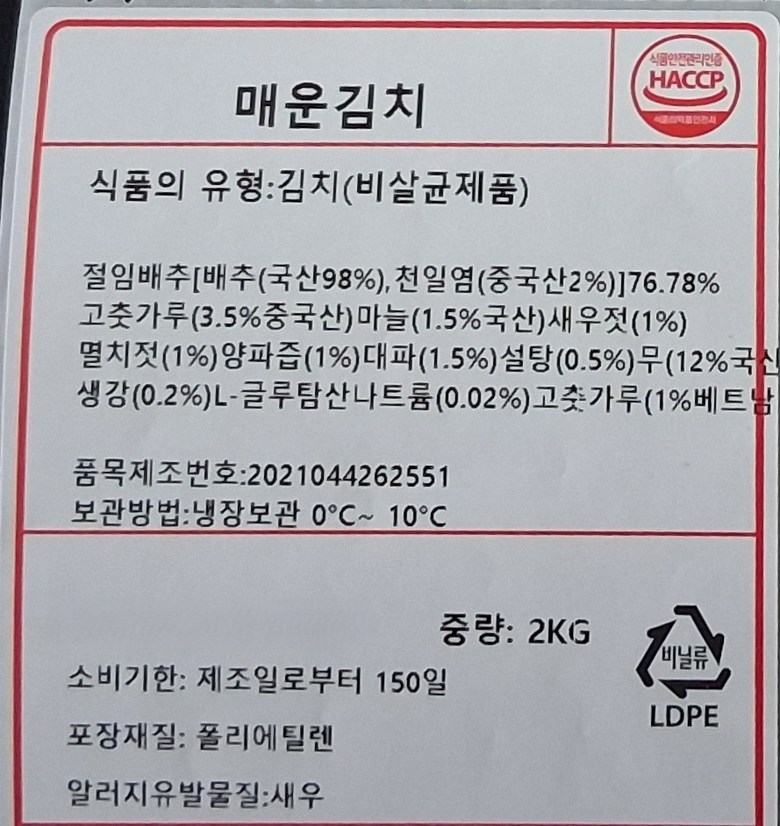 매운김치
식품안전관리인증
HACCP
식품의 유형:김치(비살균제품)
절임배추[배추(국산98%),천일염(중국산2%)]76.78%
고춧가루(3.5%중국산)마늘(1.5%국산)새우젓(1%)
멸치젓(1%)양파즙(1%)대파(1.5%)설탕(0.5%)무(12%국산
생강(0.2%)L-글루탐산나트륨(0.02%)고춧가루(1%베트남
품목제조번호:2021044262551
보관방법:냉장보관 0°C~ 10°C
중량: 2KG
비닐류
LDPE
소비기한: 제조일로부터 150일
포장재질: 폴리에틸렌
알러지유발물질:새우